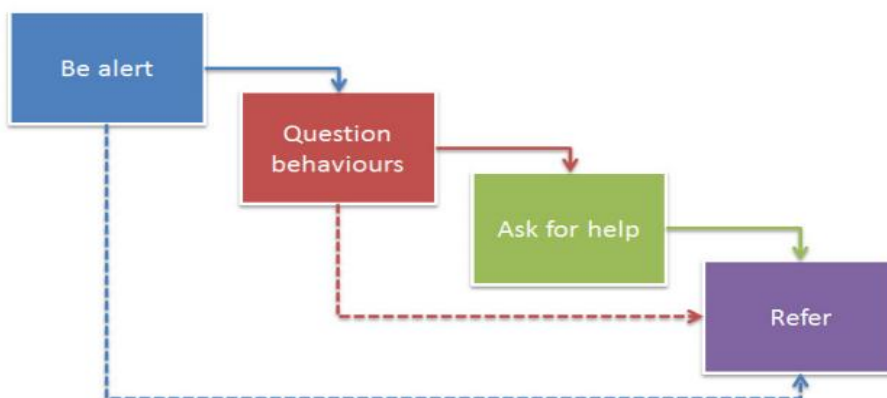 Be alert
Question
behaviours
Ask for help
Refer